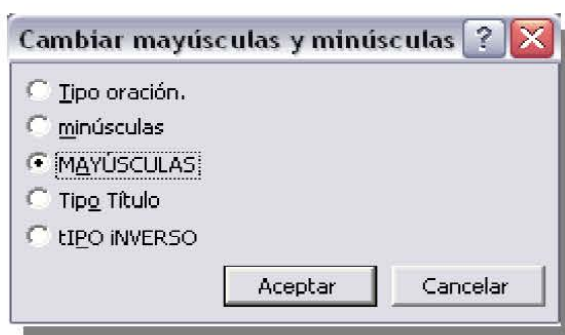 Cambiar mayúsculas y minúsculas ?
Tipo oración.
minúsculas
MAYÚSCULAS
Tipo Título
tIPO iNVERSO
Aceptar Cancelar